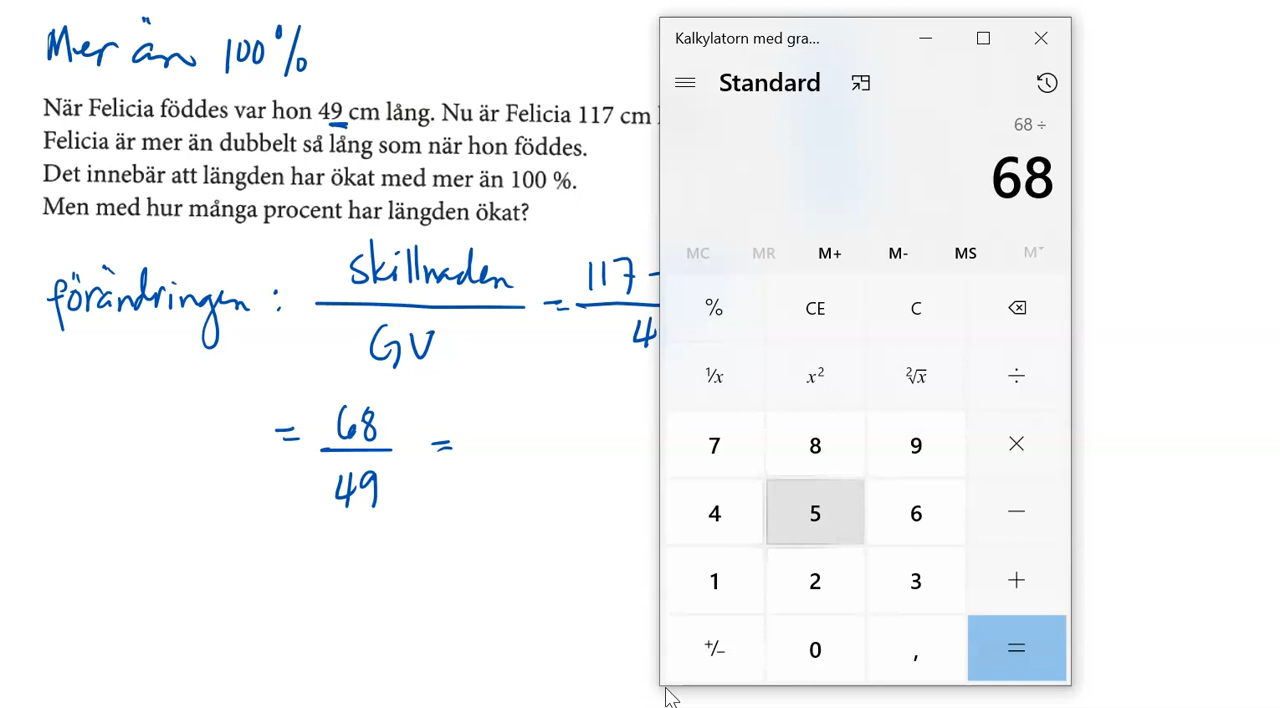 Mer än 100%
När Felicia föddes var hon 49 cm lång. Nu är Felicia 117 cm
Felicia är mer än dubbelt så lång som när hon föddes.
Det innebär att längden har ökat med mer än 100 %.
Men med hur många procent har längden ökat?
förändringen : skillnaden / GV = 117 - / 4
= 68 / 49 =
Kalkylatorn med gra...
Standard
68 ÷
68
MC MR M+ M- MS M˅
% CE C
¹/x x² ²√x ÷
7 8 9 ×
4 5 6 −
1 2 3 +
+/− 0 , =